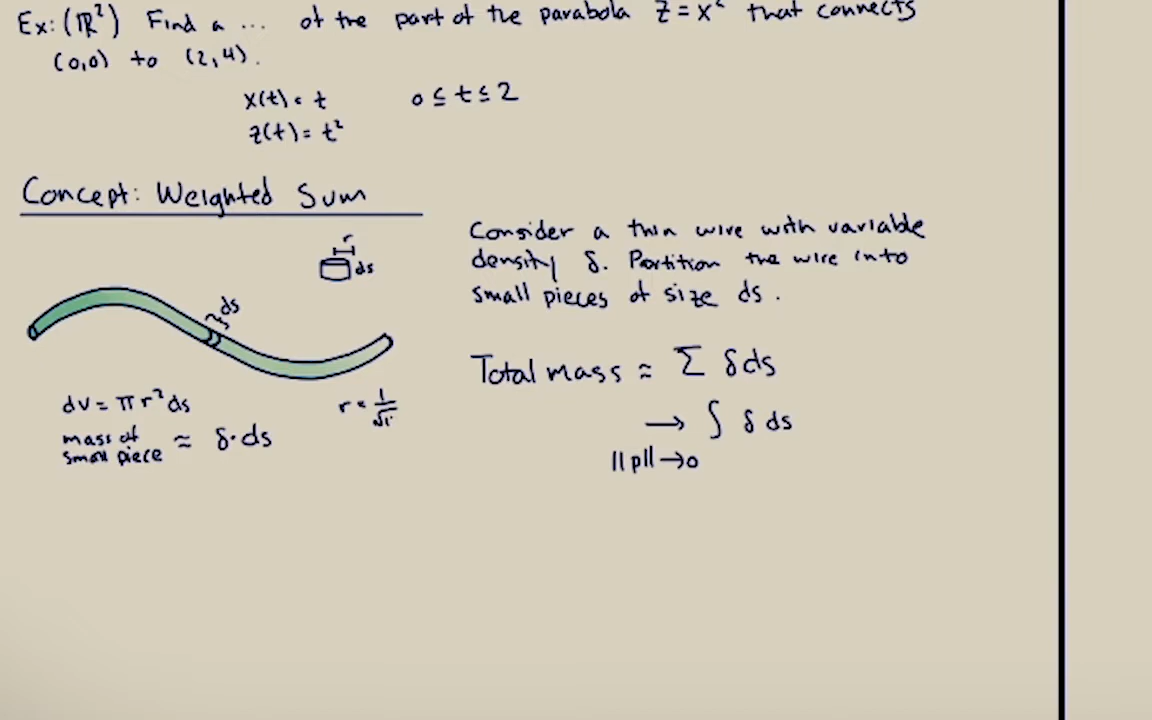 Ex: (ℝ²) Find a ... of the part of the parabola z = x² that connects
(0,0) to (2,4).
x(t) = t 0 ≤ t ≤ 2
z(t) = t²
Concept: Weighted Sum
r
ds
Consider a thin wire with variable
density δ. Partition the wire into
small pieces of size ds.
ds
Total mass ≈ Σ δ ds
dV = π r² ds
r = 1/√π
mass of
small piece ≈ δ · ds
→ ∫ δ ds
||p|| → 0